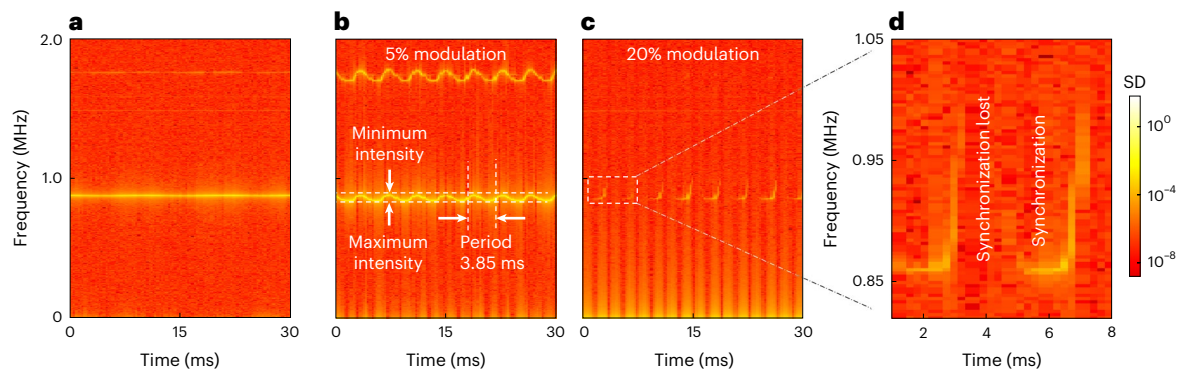 a
2.0
1.0
0
Frequency (MHz)
0
15
30
Time (ms)
b
5% modulation
Minimum
intensity
Maximum
intensity
Period
3.85 ms
0
15
30
Time (ms)
c
20% modulation
0
15
30
Time (ms)
d
1.05
0.95
0.85
Frequency (MHz)
Synchronization lost
Synchronization
2
4
6
8
Time (ms)
SD
10⁰
10⁻⁴
10⁻⁸